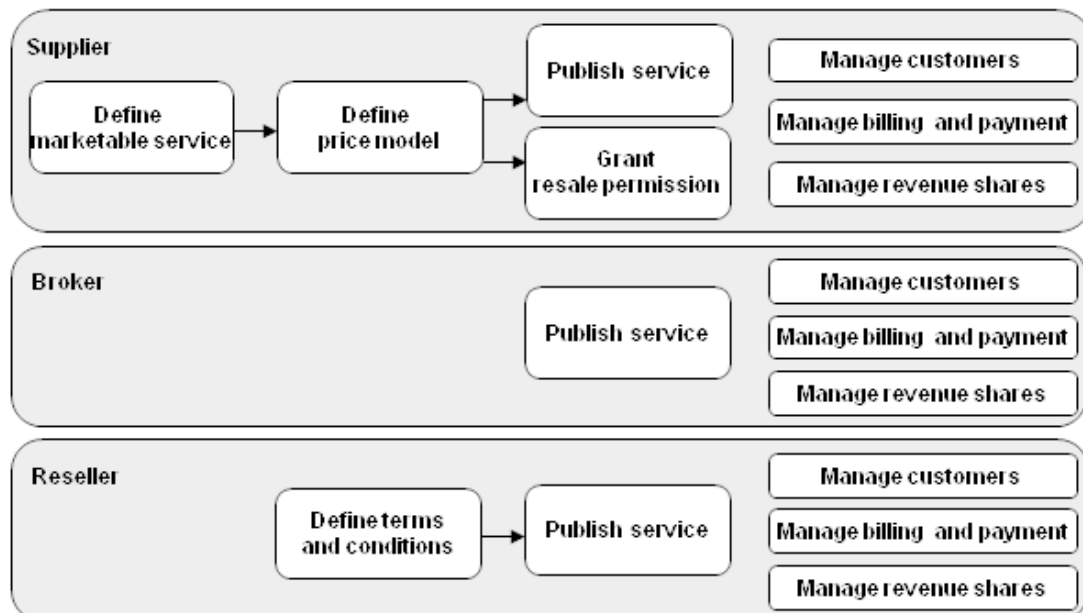 Supplier
Define
marketable service
Define
price model
Publish service
Grant
resale permission
Manage customers
Manage billing and payment
Manage revenue shares
Broker
Publish service
Manage customers
Manage billing and payment
Manage revenue shares
Reseller
Define terms
and conditions
Publish service
Manage customers
Manage billing and payment
Manage revenue shares